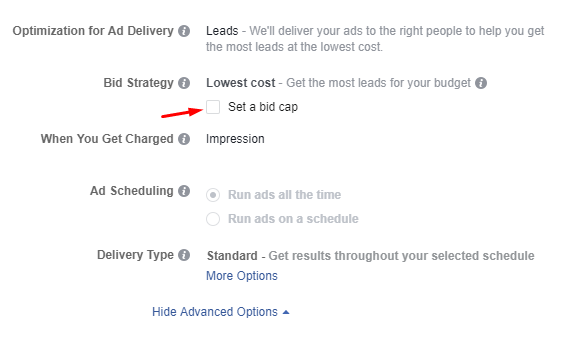 Optimization for Ad Delivery Leads - We'll deliver your ads to the right people to help you get
the most leads at the lowest cost.
Bid Strategy Lowest cost - Get the most leads for your budget
Set a bid cap
When You Get Charged Impression
Ad Scheduling Run ads all the time
Run ads on a schedule
Delivery Type Standard - Get results throughout your selected schedule
More Options
Hide Advanced Options